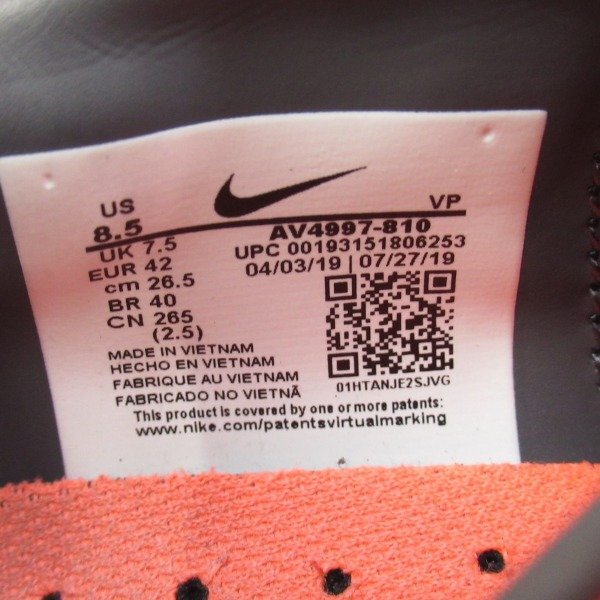 US VP
8.5 AV4997-810
UK 7.5 UPC 00193151806253
EUR 42 04/03/19 | 07/27/19
cm 26.5
BR 40
CN 265
(2.5)
MADE IN VIETNAM
HECHO EN VIETNAM
FABRIQUE AU VIETNAM
FABRICADO NO VIETNÃ
01HTANJE2SJVG
This product is covered by one or more patents:
www.nike.com/patentsvirtualmarking